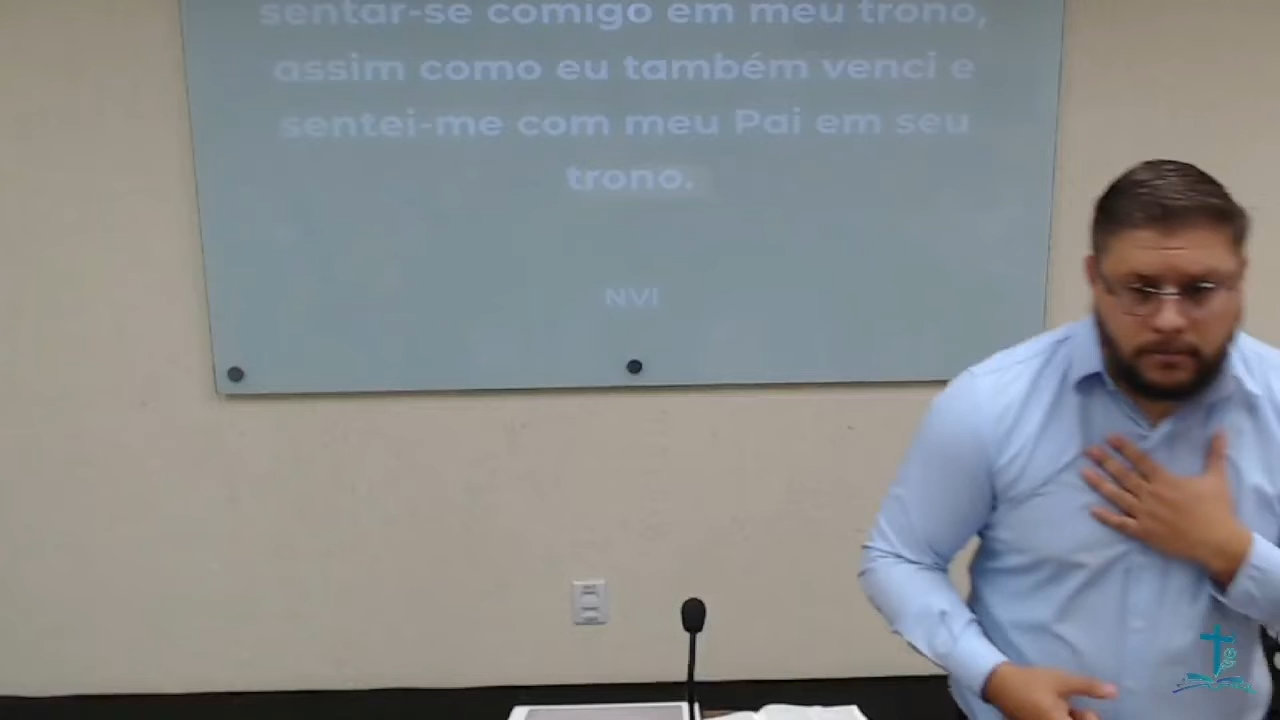 sentar-se comigo em meu trono,
assim como eu também venci e
sentei-me com meu Pai em seu
trono.
NVI